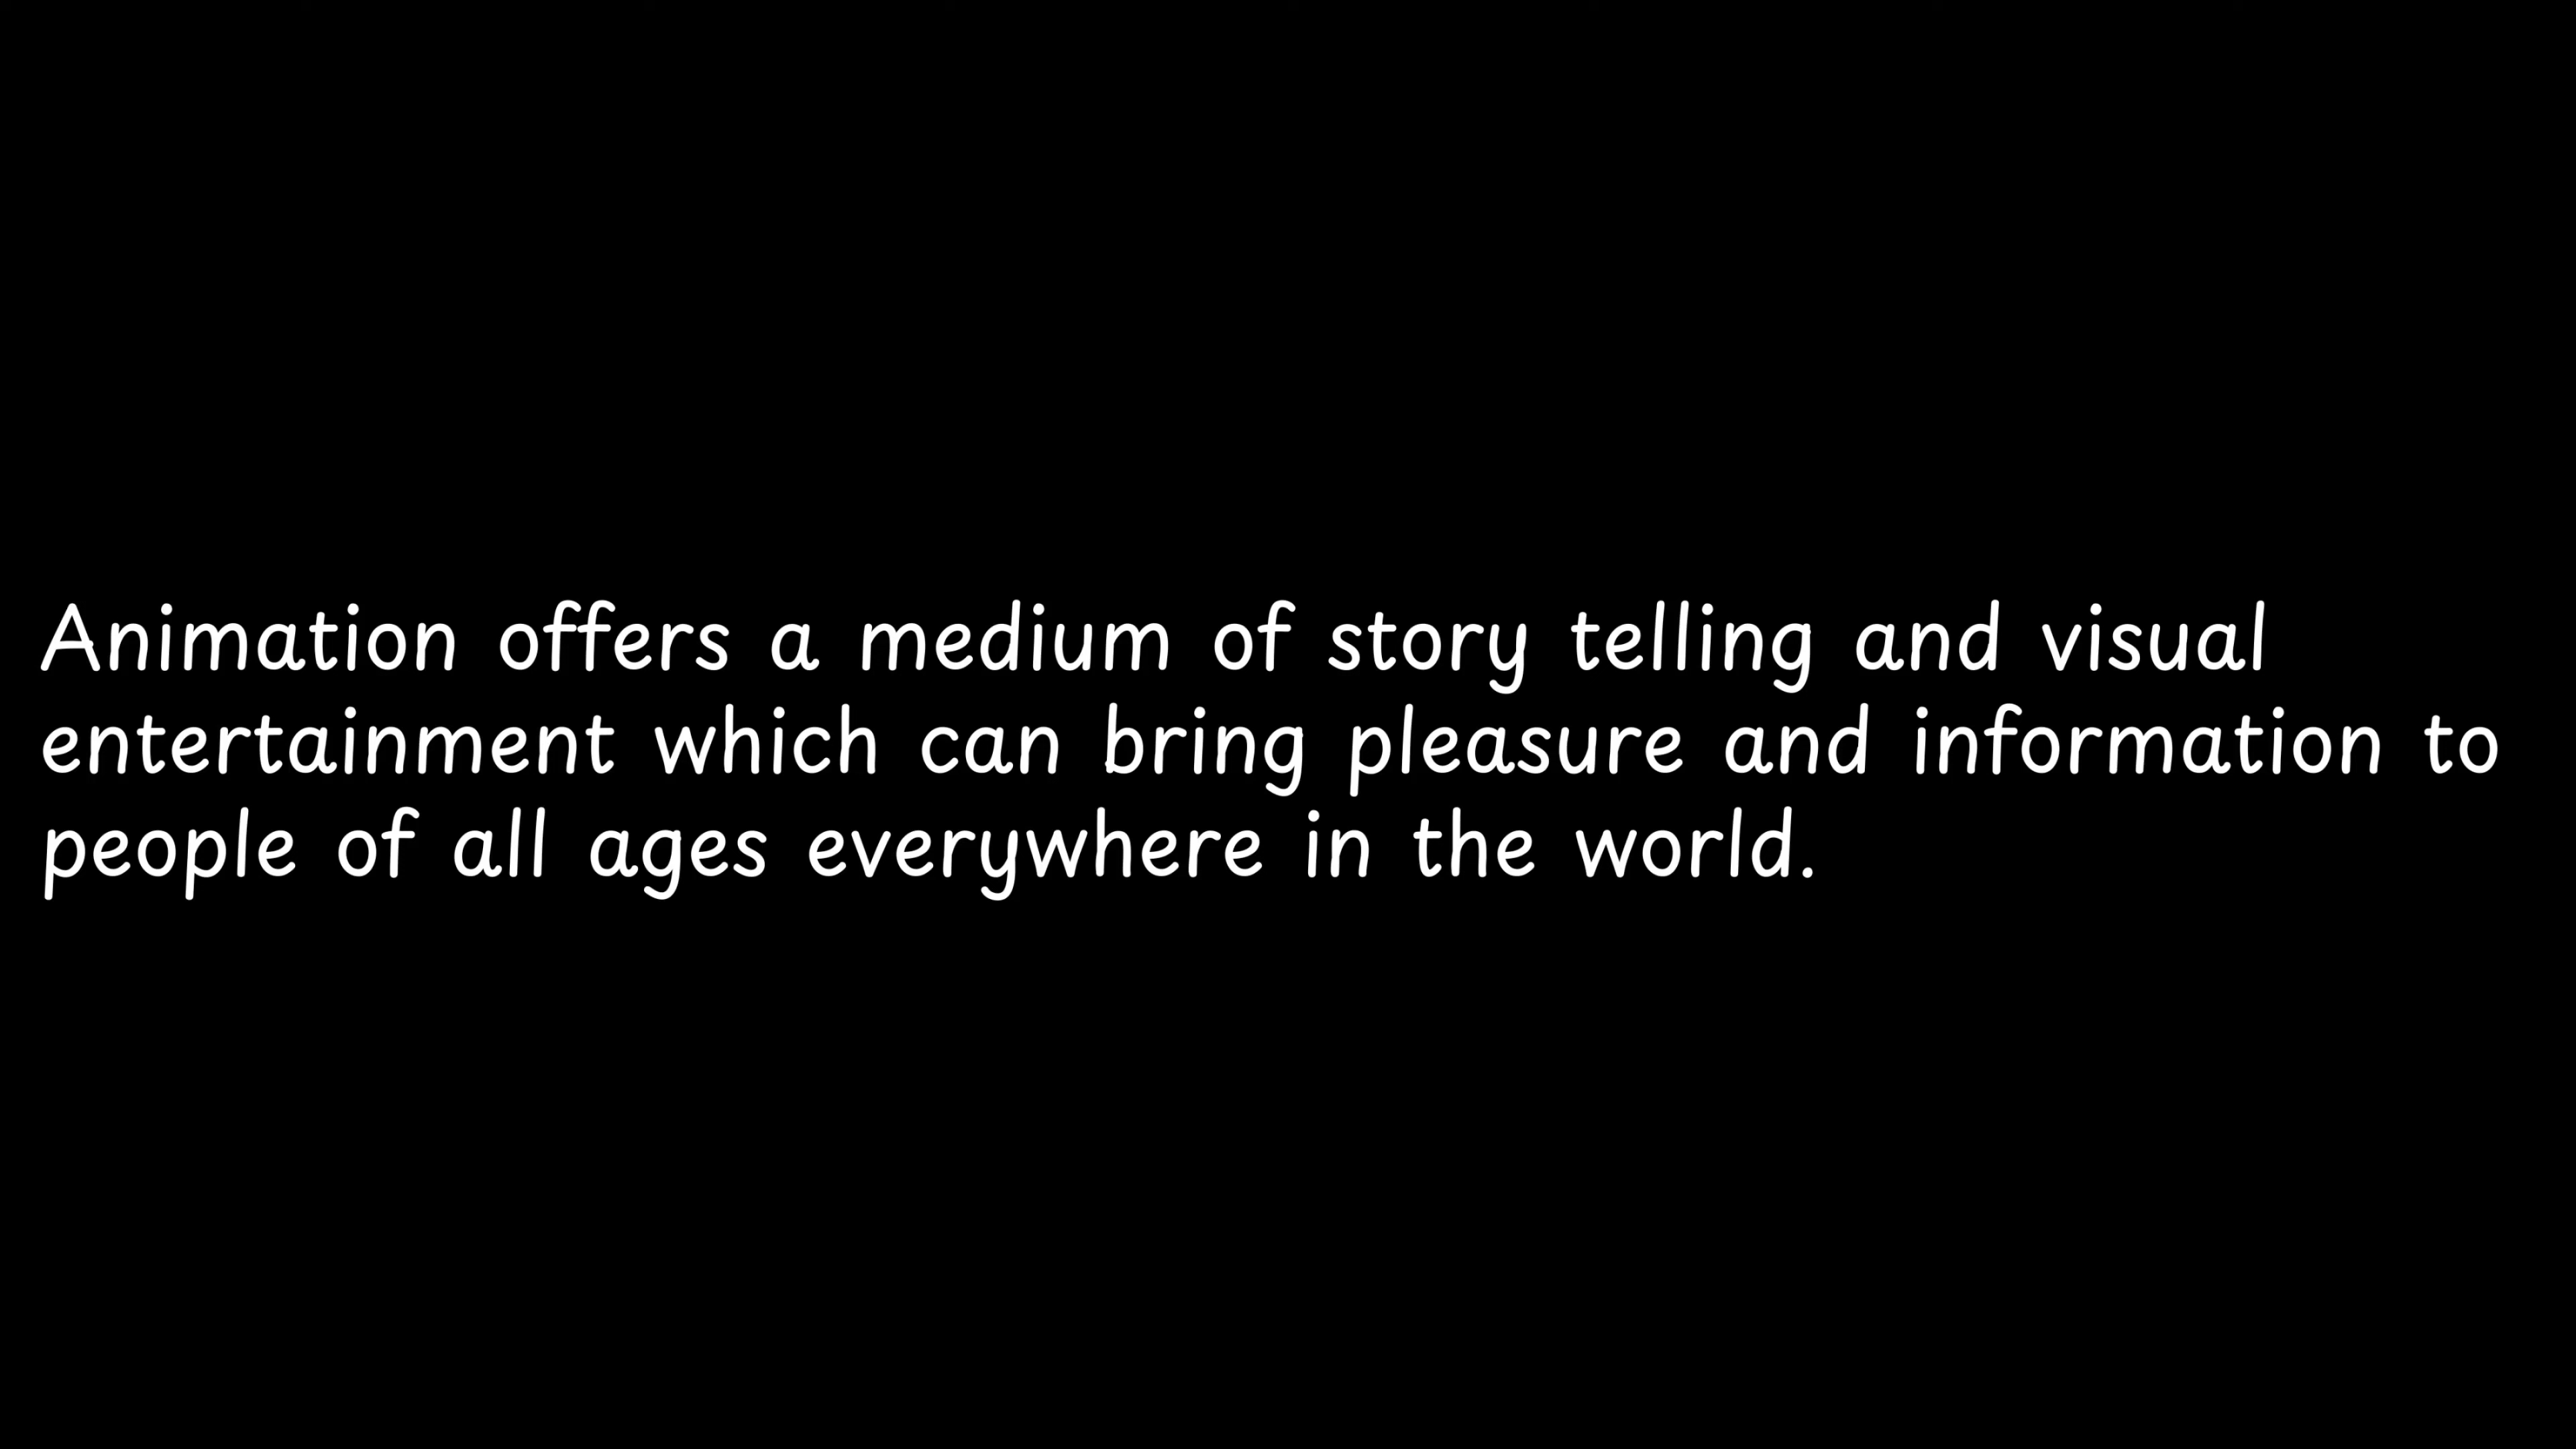 Animation offers a medium of story telling and visual
entertainment which can bring pleasure and information to
people of all ages everywhere in the world.